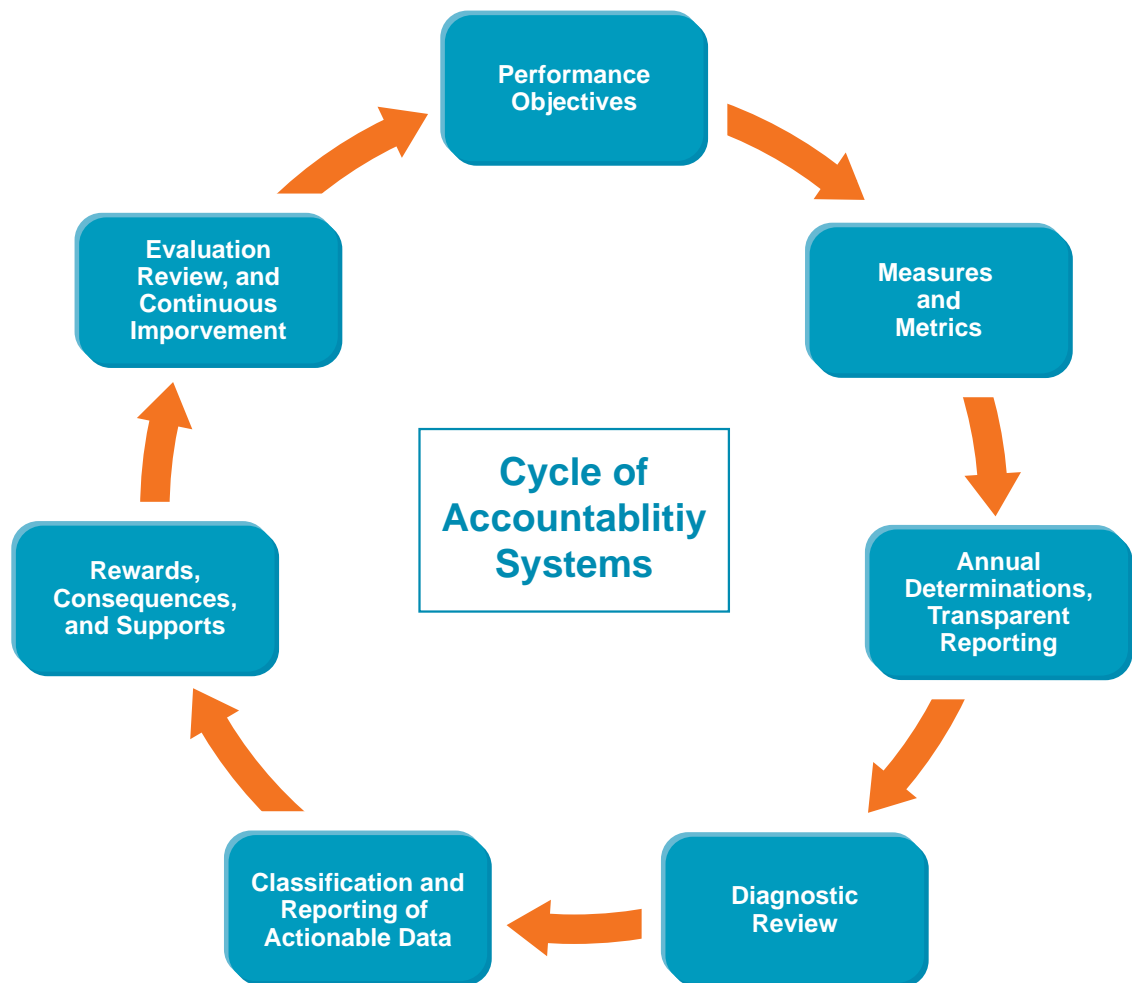 Performance
Objectives
Measures
and
Metrics
Annual
Determinations,
Transparent
Reporting
Diagnostic
Review
Classification and
Reporting of
Actionable Data
Rewards,
Consequences,
and Supports
Evaluation
Review, and
Continuous
Imporvement
Cycle of
Accountablitiy
Systems